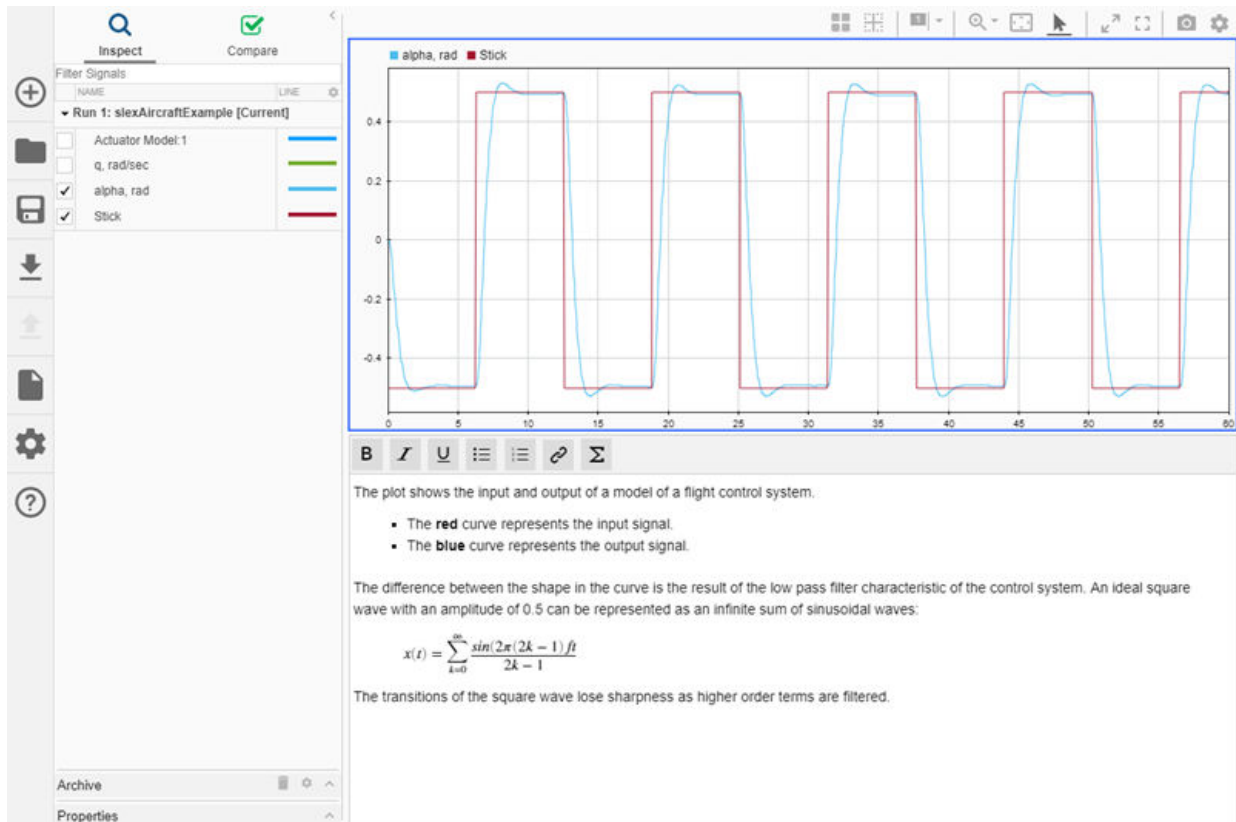 Inspect
Compare
Filter Signals
NAME LINE
Run 1: slexAircraftExample [Current]
Actuator Model:1
q, rad/sec
alpha, rad
Stick
Archive
Properties
1
alpha, rad Stick
0.4
0.2
0
-0.2
-0.4
0 5 10 15 20 25 30 35 40 45 50 55 60
B I U Σ
The plot shows the input and output of a model of a flight control system.
▪ The red curve represents the input signal.
▪ The blue curve represents the output signal.
The difference between the shape in the curve is the result of the low pass filter characteristic of the control system. An ideal square
wave with an amplitude of 0.5 can be represented as an infinite sum of sinusoidal waves:
x(t) = ∑_{k=0}^{∞} sin(2π(2k − 1)ft / 2k − 1
The transitions of the square wave lose sharpness as higher order terms are filtered.